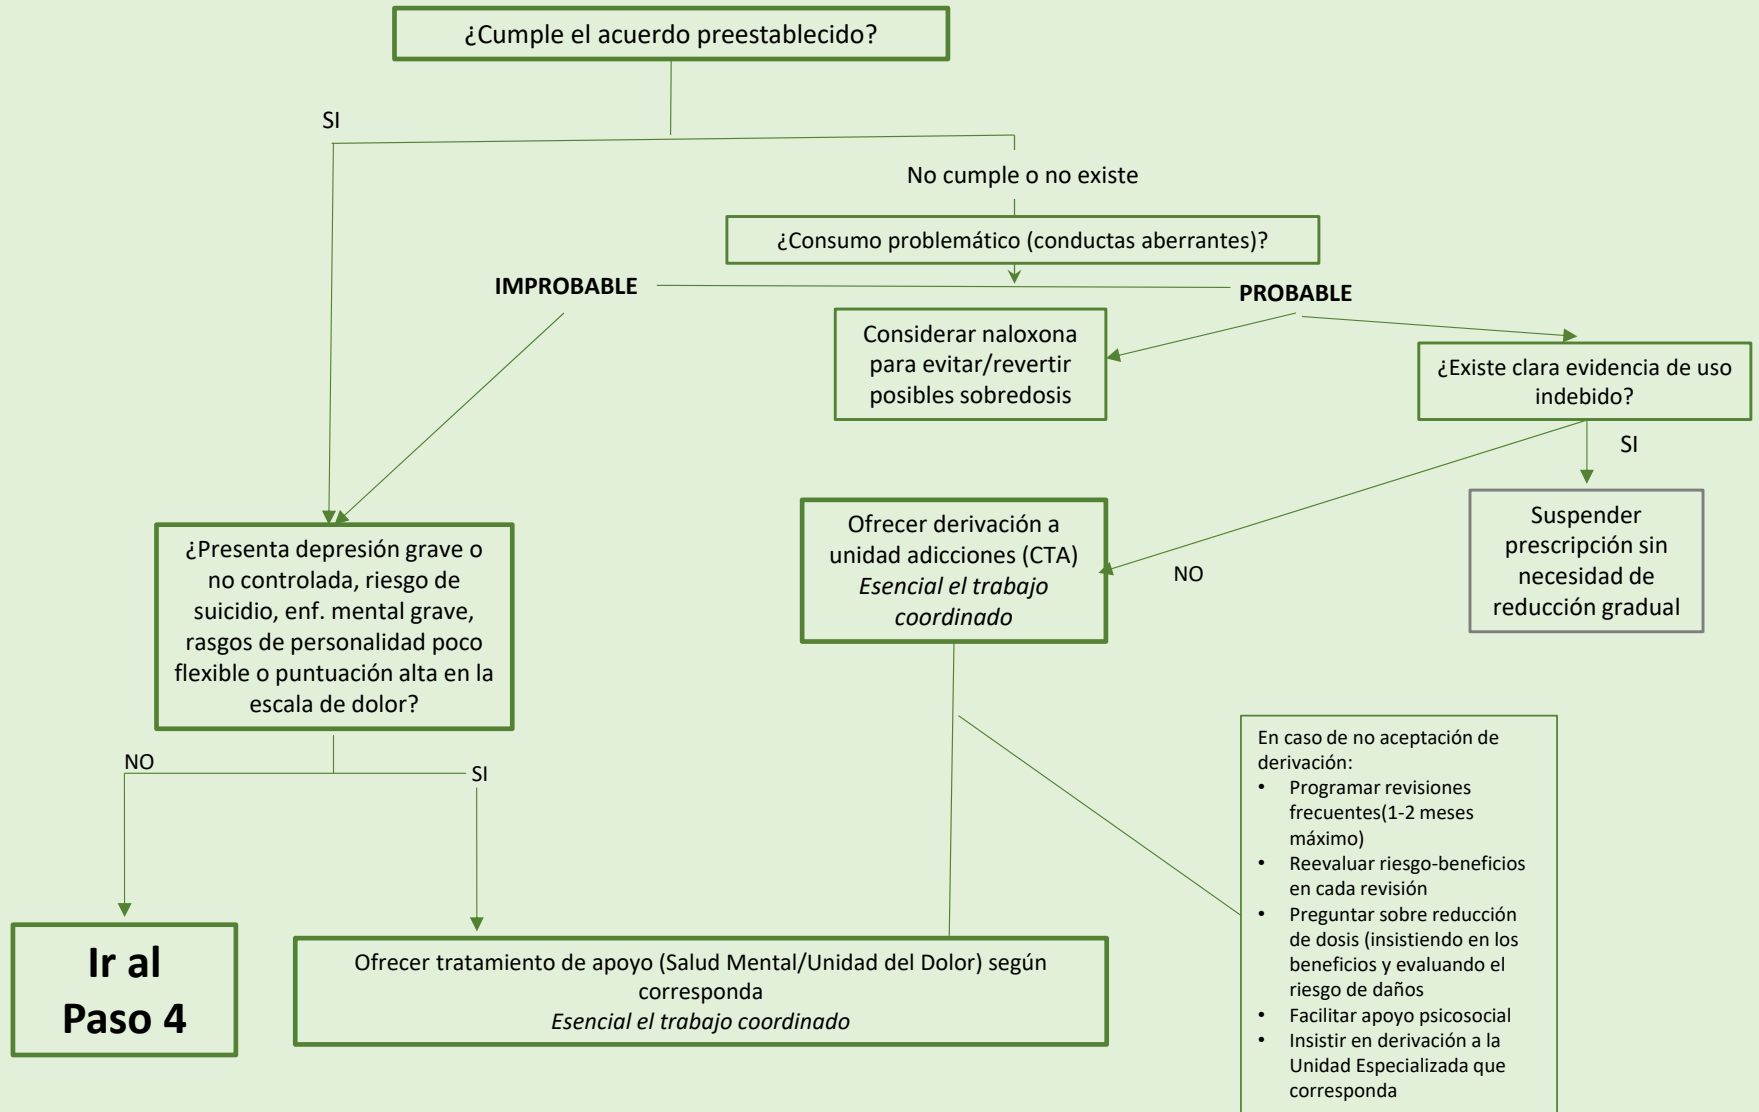 ¿Cumple el acuerdo preestablecido?
SI
No cumple o no existe
¿Consumo problemático (conductas aberrantes)?
IMPROBABLE
PROBABLE
Considerar naloxona
para evitar/revertir
posibles sobredosis
¿Existe clara evidencia de uso
indebido?
SI
Suspender
prescripción sin
necesidad de
reducción gradual
NO
Ofrecer derivación a
unidad adicciones (CTA)
Esencial el trabajo
coordinado
¿Presenta depresión grave o
no controlada, riesgo de
suicidio, enf. mental grave,
rasgos de personalidad poco
flexible o puntuación alta en la
escala de dolor?
NO
SI
Ir al
Paso 4
Ofrecer tratamiento de apoyo (Salud Mental/Unidad del Dolor) según
corresponda
Esencial el trabajo coordinado
En caso de no aceptación de
derivación:
• Programar revisiones
frecuentes(1-2 meses
máximo)
• Reevaluar riesgo-beneficios
en cada revisión
• Preguntar sobre reducción
de dosis (insistiendo en los
beneficios y evaluando el
riesgo de daños
• Facilitar apoyo psicosocial
• Insistir en derivación a la
Unidad Especializada que
corresponda